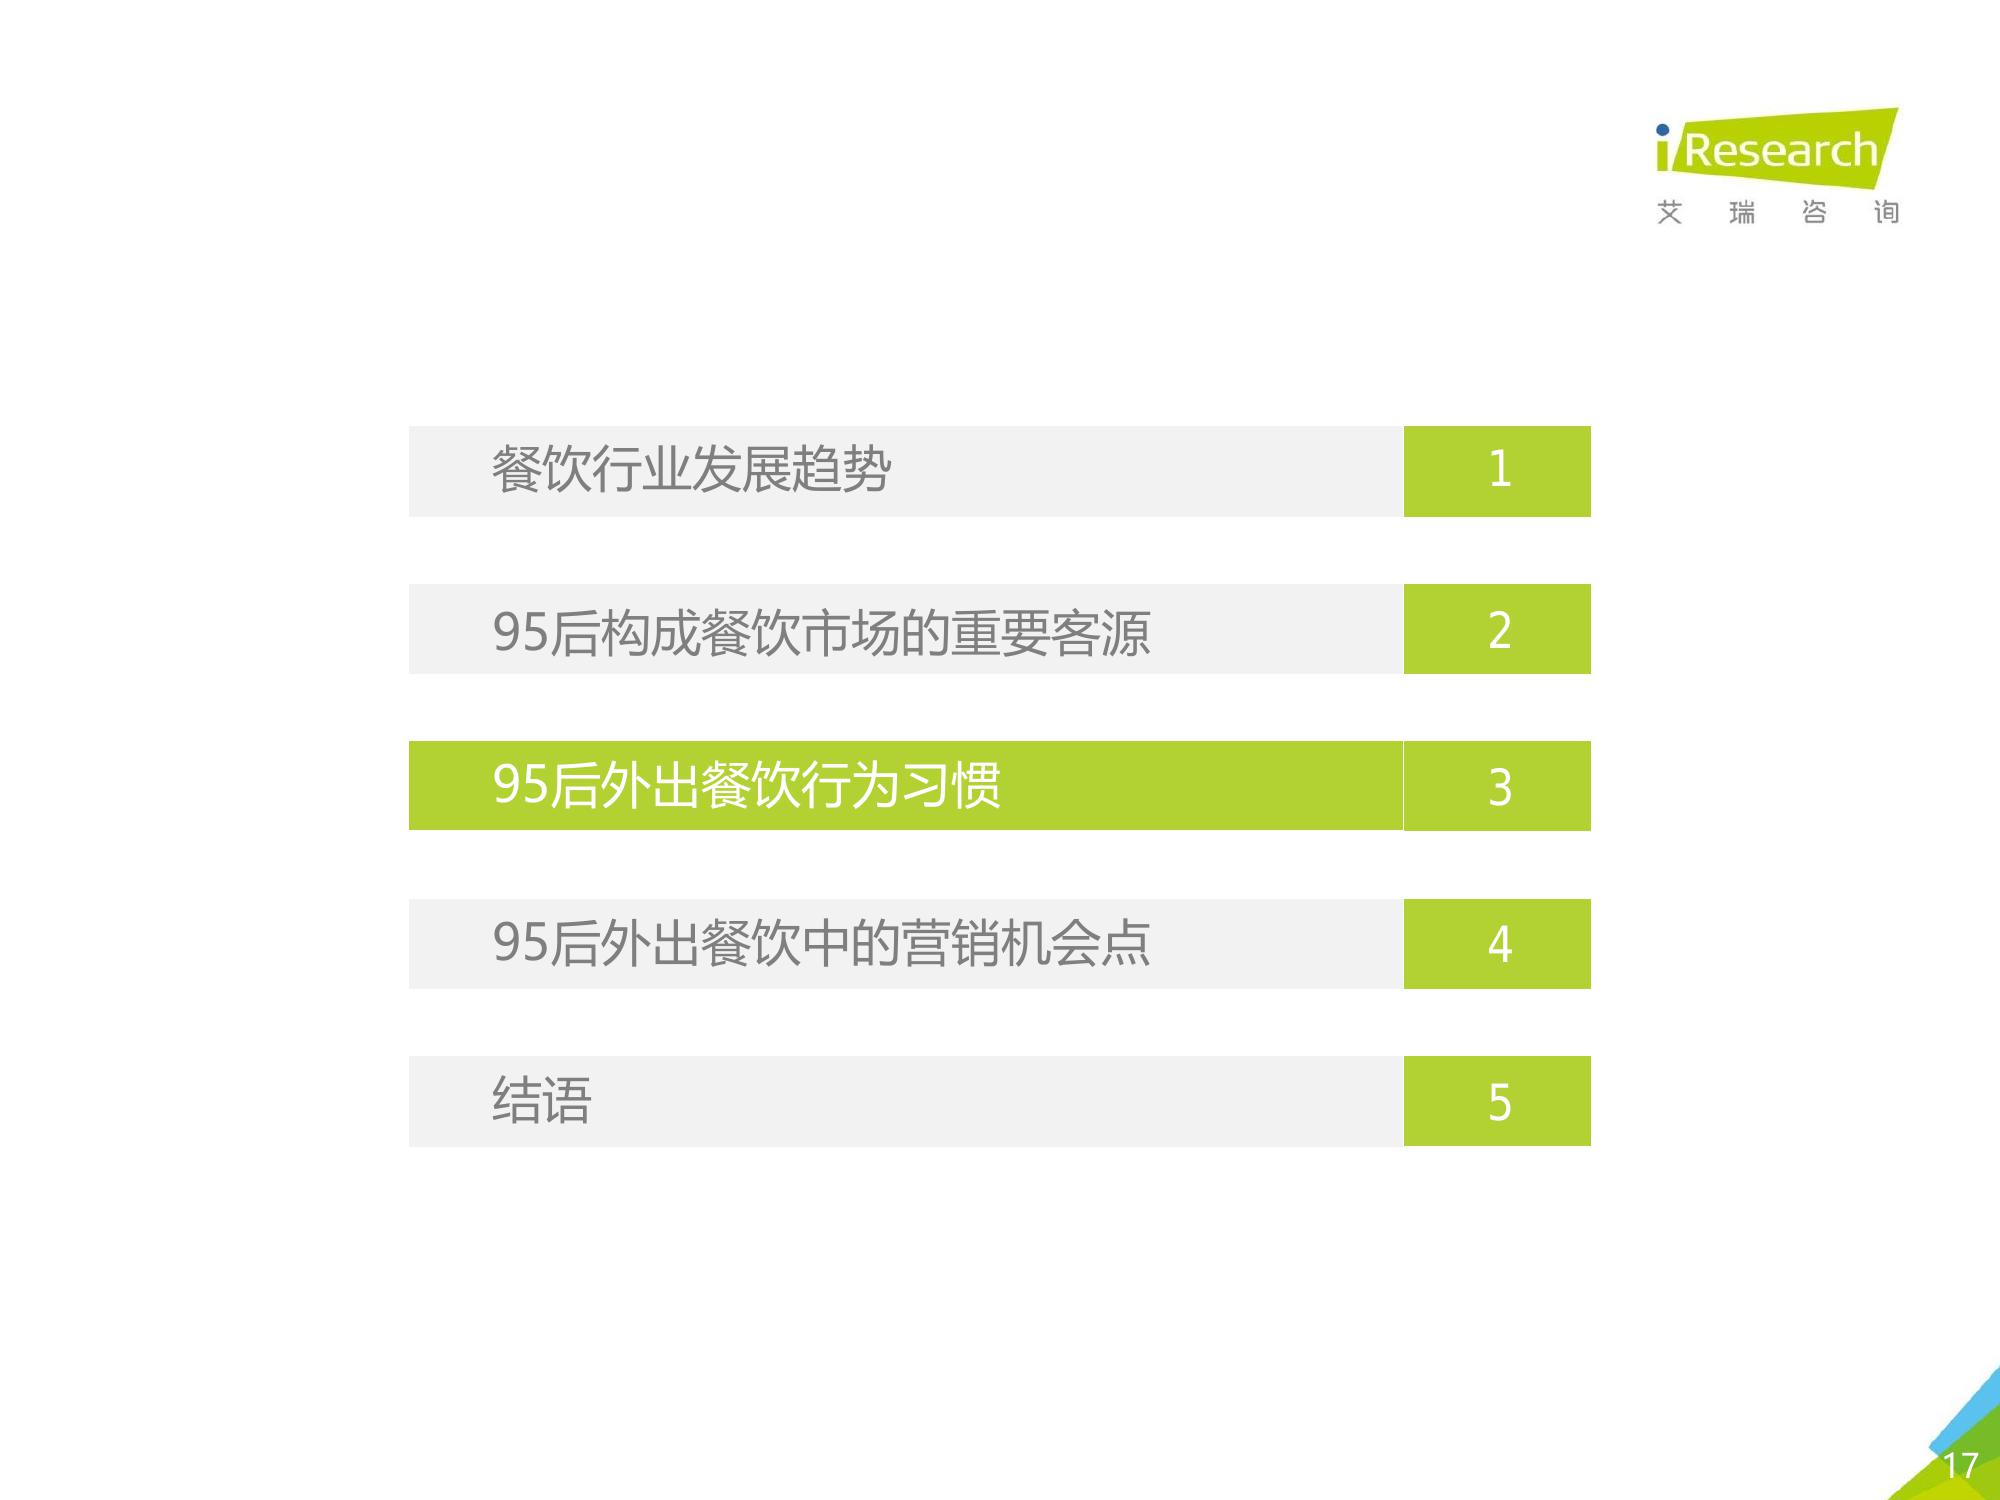 iResearch
艾瑞咨询
餐饮行业发展趋势 1
95后构成餐饮市场的重要客源 2
95后外出餐饮行为习惯 3
95后外出餐饮中的营销机会点 4
结语 5
17